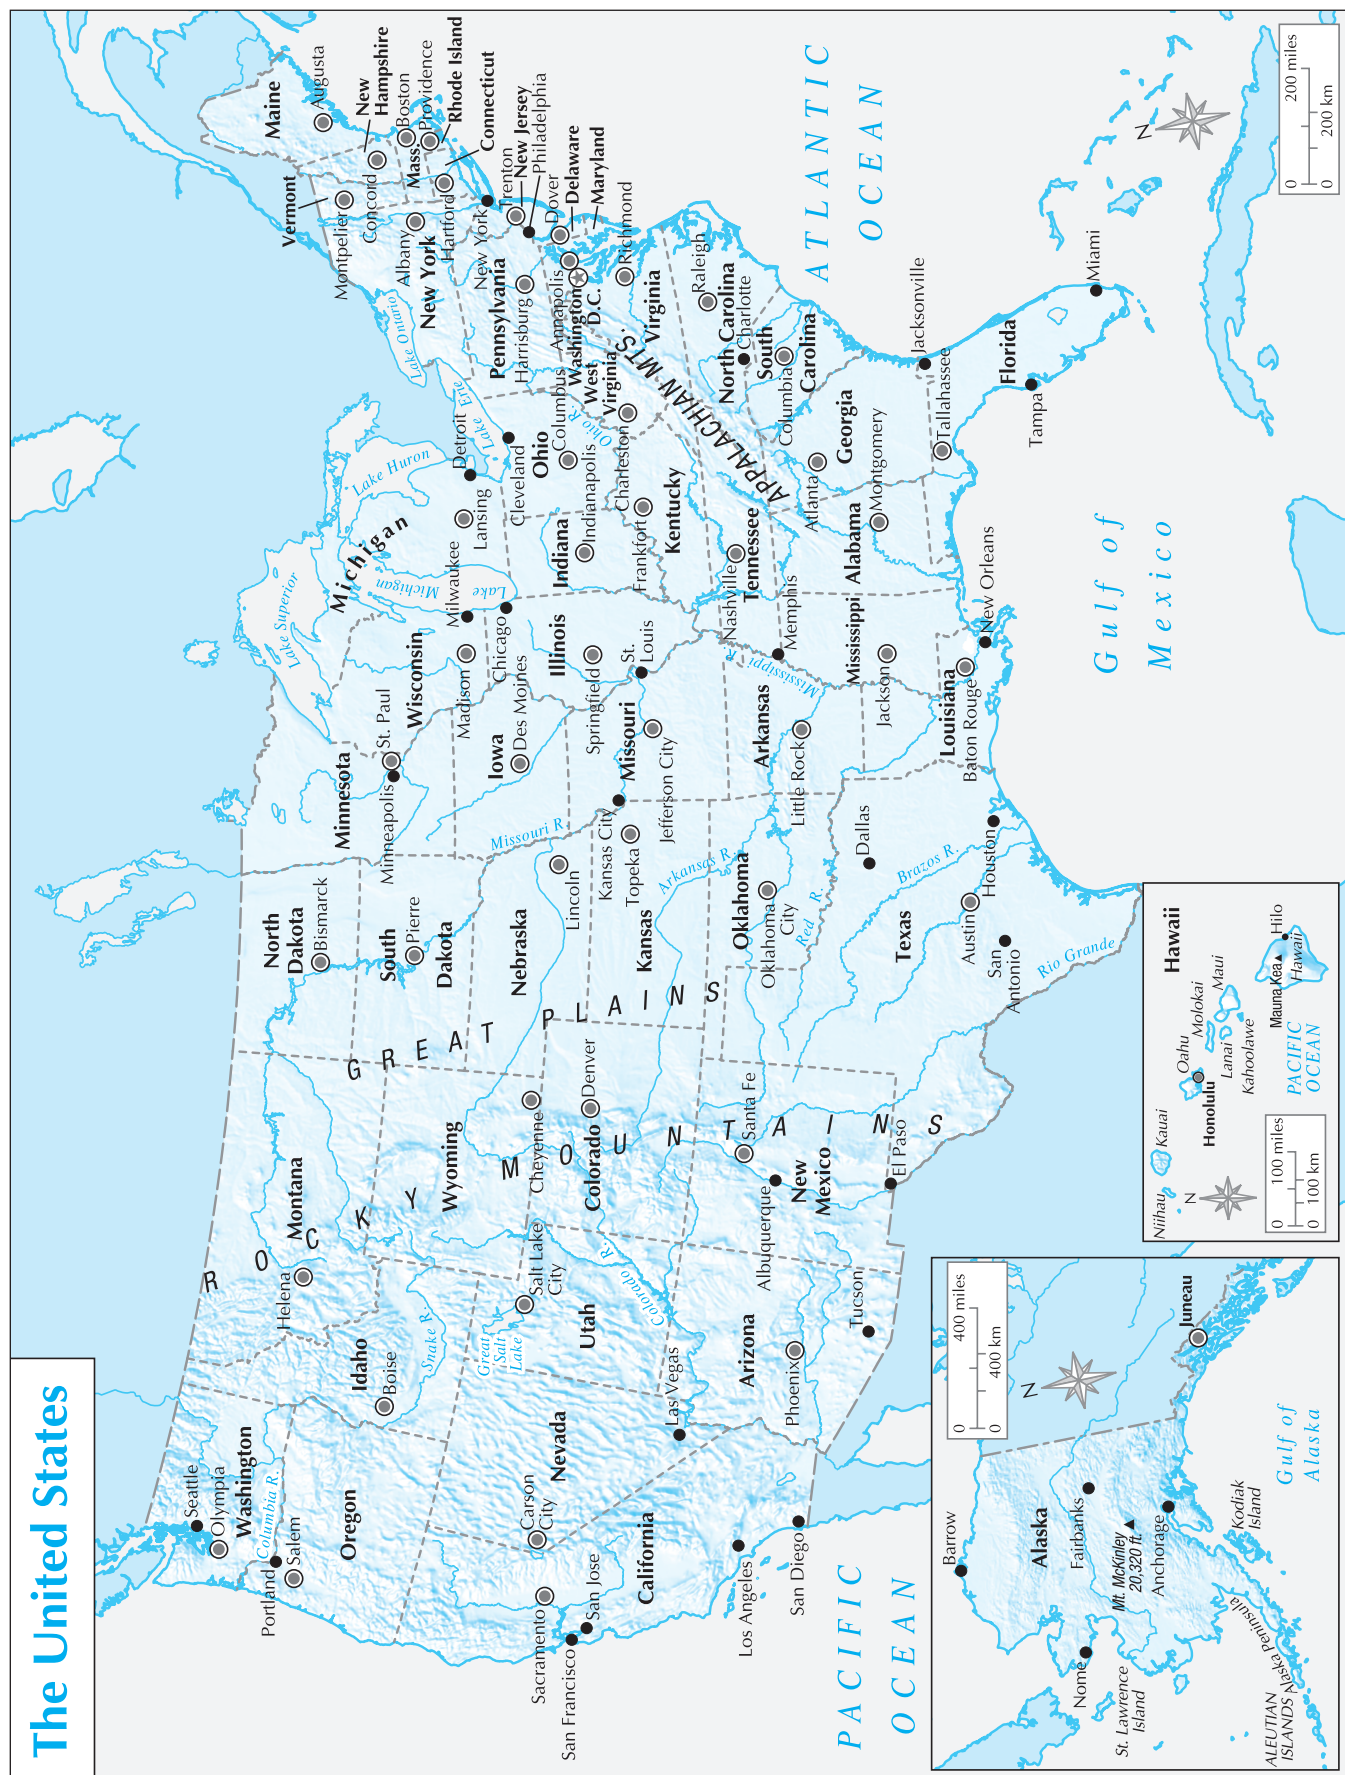 The United States
Seattle
Olympia
Washington
Columbia R.
Portland
Salem
Oregon
Idaho
Boise
Snake R.
Montana
Helena
ROCKY MOUNTAINS
GREAT PLAINS
Wyoming
Cheyenne
Nevada
Carson
City
Las Vegas
California
Sacramento
San Francisco
San Jose
Los Angeles
San Diego
Great
Salt
Lake
Salt Lake
City
Utah
Colorado R.
Colorado
Denver
Arizona
Phoenix
Tucson
New
Mexico
Santa Fe
Albuquerque
El Paso
North
Dakota
Bismarck
South
Dakota
Pierre
Nebraska
Lincoln
Kansas
Topeka
Kansas City
Missouri R
Arkansas R.
Oklahoma
Oklahoma
City
Red R.
Texas
Dallas
Brazos R.
Austin
Houston
San
Antonio
Rio Grande
Minnesota
Minneapolis
St. Paul
Iowa
Des Moines
Missouri
Jefferson City
St.
Louis
Arkansas
Little Rock
Louisiana
Baton Rouge
New Orleans
Mississippi R.
Mississippi
Jackson
Wisconsin
Madison
Milwaukee
Illinois
Chicago
Springfield
Michigan
Lansing
Detroit
Lake Superior
Lake Michigan
Lake Huron
Lake Erie
Lake Ontario
Indiana
Indianapolis
Ohio
Cleveland
Columbus
Ohio R.
Kentucky
Frankfort
Tennessee
Nashville
Memphis
Alabama
Montgomery
Georgia
Atlanta
Florida
Tallahassee
Jacksonville
Tampa
Miami
South
Carolina
Columbia
North Carolina
Charlotte
Raleigh
APPALACHIAN MTS.
Virginia
Richmond
West
Virginia
Charleston
Washington
D.C.
Annapolis
Maryland
Delaware
Dover
Pennsylvania
Harrisburg
Philadelphia
New Jersey
Trenton
New York
New York
Albany
Connecticut
Hartford
Rhode Island
Providence
Mass.
Boston
New
Hampshire
Concord
Vermont
Montpelier
Maine
Augusta
ATLANTIC
OCEAN
Gulf of
Mexico
PACIFIC
OCEAN
N
0 200 miles
0 200 km
Barrow
Alaska
Fairbanks
Mt. McKinley
20,320 ft.
Anchorage
Nome
St. Lawrence
Island
ALEUTIAN
ISLANDS
Alaska Peninsula
Kodiak
Island
Gulf of
Alaska
Juneau
N
0 400 miles
0 400 km
Hawaii
Niihau
Kauai
Oahu
Honolulu
Molokai
Lanai
Maui
Kahoolawe
Mauna Kea
Hilo
Hawaii
PACIFIC
OCEAN
N
0 100 miles
0 100 km